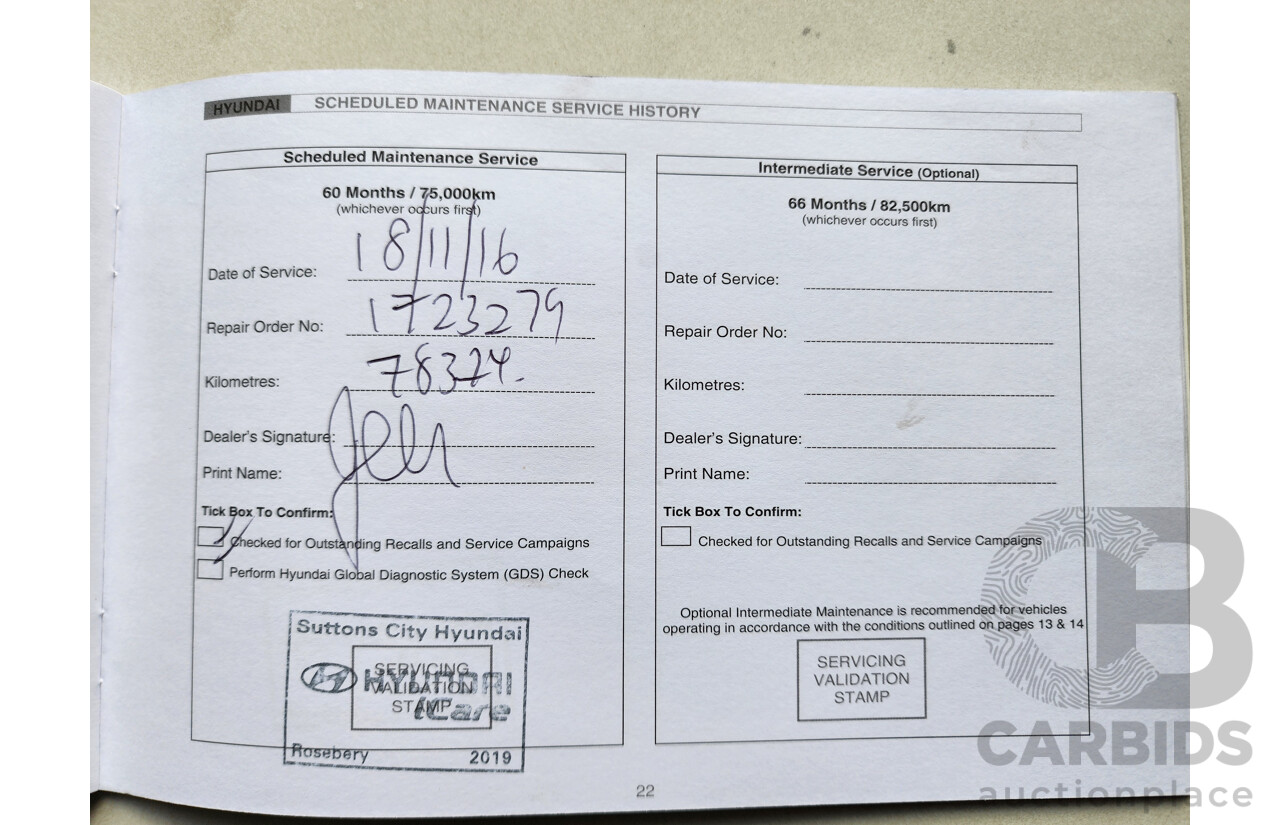 HYUNDAI SCHEDULED MAINTENANCE SERVICE HISTORY
Scheduled Maintenance Service
60 Months / 75,000km
(whichever occurs first)
Date of Service: 18/11/16
Repair Order No: 1723279
Kilometres: 78324.
Dealer's Signature:
Print Name:
Tick Box To Confirm:
Checked for Outstanding Recalls and Service Campaigns
Perform Hyundai Global Diagnostic System (GDS) Check
Suttons City Hyundai
SERVICING
VALIDATION
STAMP
HYUNDAI
iCare
Rosebery 2019
Intermediate Service (Optional)
66 Months / 82,500km
(whichever occurs first)
Date of Service:
Repair Order No:
Kilometres:
Dealer's Signature:
Print Name:
Tick Box To Confirm:
Checked for Outstanding Recalls and Service Campaigns
Optional Intermediate Maintenance is recommended for vehicles
operating in accordance with the conditions outlined on pages 13 & 14
SERVICING
VALIDATION
STAMP
22
CB
CARBIDS
auctionplace